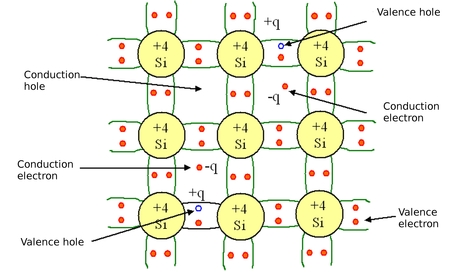 +q
Valence hole
+4
Si
+4
Si
+4
Si
Conduction
hole
-q
Conduction
electron
+4
Si
+4
Si
+4
Si
Conduction
electron
-q
+q
+4
Si
+4
Si
+4
Si
Valence
electron
Valence hole